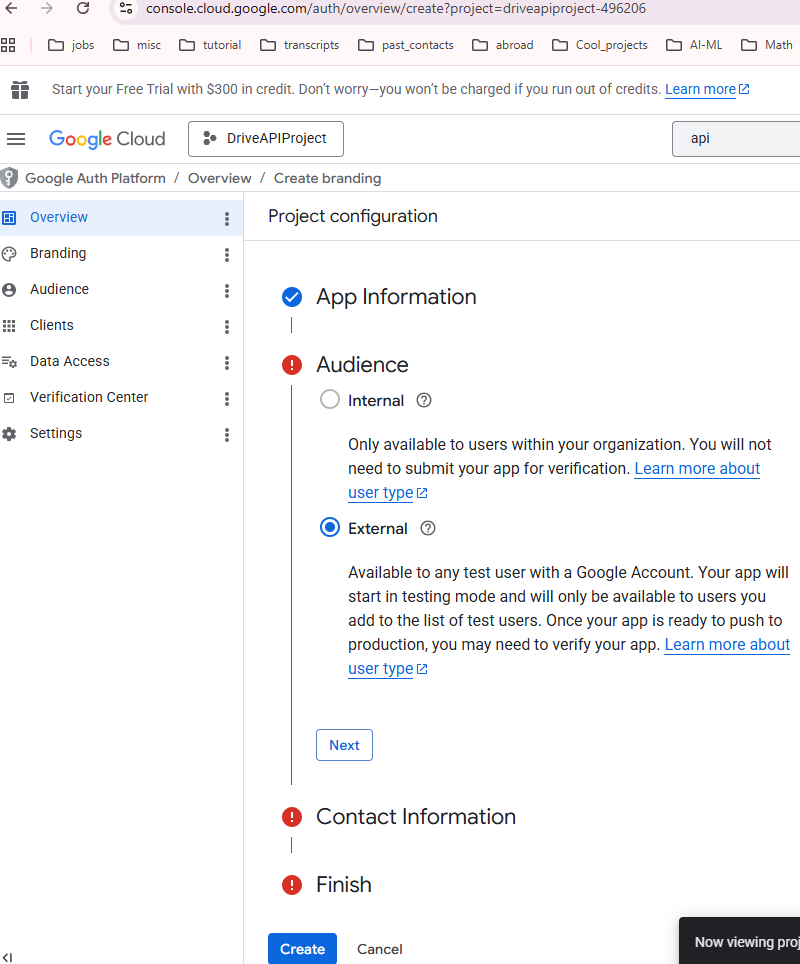 console.cloud.google.com/auth/overview/create?project=driveapiproject-496206
jobs misc tutorial transcripts past_contacts abroad Cool_projects AI-ML Math
Start your Free Trial with $300 in credit. Don’t worry—you won’t be charged if you run out of credits. Learn more
Google Cloud DriveAPIProject api
Google Auth Platform / Overview / Create branding
Overview
Branding
Audience
Clients
Data Access
Verification Center
Settings
Project configuration
App Information
Audience
Internal
Only available to users within your organization. You will not
need to submit your app for verification. Learn more about
user type
External
Available to any test user with a Google Account. Your app will
start in testing mode and will only be available to users you
add to the list of test users. Once your app is ready to push to
production, you may need to verify your app. Learn more about
user type
Next
Contact Information
Finish
Create Cancel
Now viewing proj